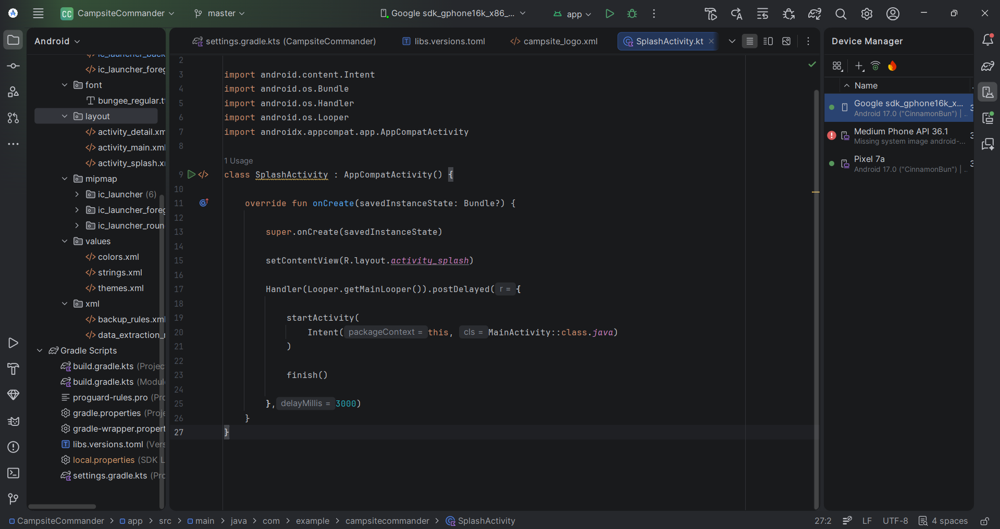 CC CampsiteCommander master Google sdk_gphone16k_x86_... app
Android
ic_launcher_back
ic_launcher_foreg
font
bungee_regular.tt
layout
activity_detail.xm
activity_main.xml
activity_splash.x
mipmap
ic_launcher (6)
ic_launcher_foreg
ic_launcher_roun
values
colors.xml
strings.xml
themes.xml
xml
backup_rules.xml
data_extraction_
Gradle Scripts
build.gradle.kts (Projec
build.gradle.kts (Modul
proguard-rules.pro (Pro
gradle.properties (Proje
gradle-wrapper.propert
libs.versions.toml (Vers
local.properties (SDK L
settings.gradle.kts (Pro
settings.gradle.kts (CampsiteCommander) libs.versions.toml campsite_logo.xml SplashActivity.kt
2
3 import android.content.Intent
4 import android.os.Bundle
5 import android.os.Handler
6 import android.os.Looper
7 import androidx.appcompat.app.AppCompatActivity
8
1 Usage
9 class SplashActivity : AppCompatActivity() {
10
11 override fun onCreate(savedInstanceState: Bundle?) {
12
13 super.onCreate(savedInstanceState)
14
15 setContentView(R.layout.activity_splash)
16
17 Handler(Looper.getMainLooper()).postDelayed( r = {
18
19 startActivity(
20 Intent( packageContext = this, cls = MainActivity::class.java)
21 )
22
23 finish()
24
25 }, delayMillis = 3000)
26 }
27 }
Device Manager
Name
Google sdk_gphone16k_x...
Android 17.0 ("CinnamonBun") | ..
Medium Phone API 36.1
Missing system image android-...
Pixel 7a
Android 17.0 ("CinnamonBun") | ..
CampsiteCommander > app > src > main > java > com > example > campsitecommander > SplashActivity
27:2 LF UTF-8 4 spaces